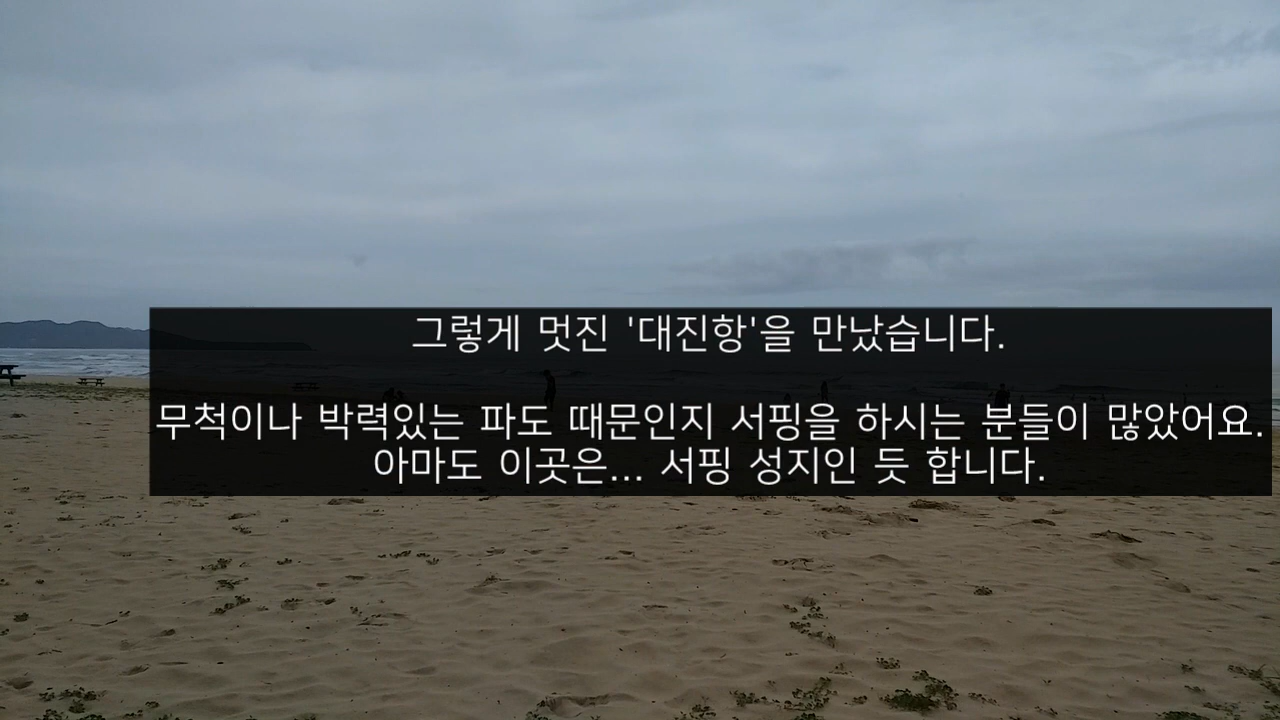 그렇게 멋진 '대진항'을 만났습니다.
무척이나 박력있는 파도 때문인지 서핑을 하시는 분들이 많았어요.
아마도 이곳은... 서핑 성지인 듯 합니다.